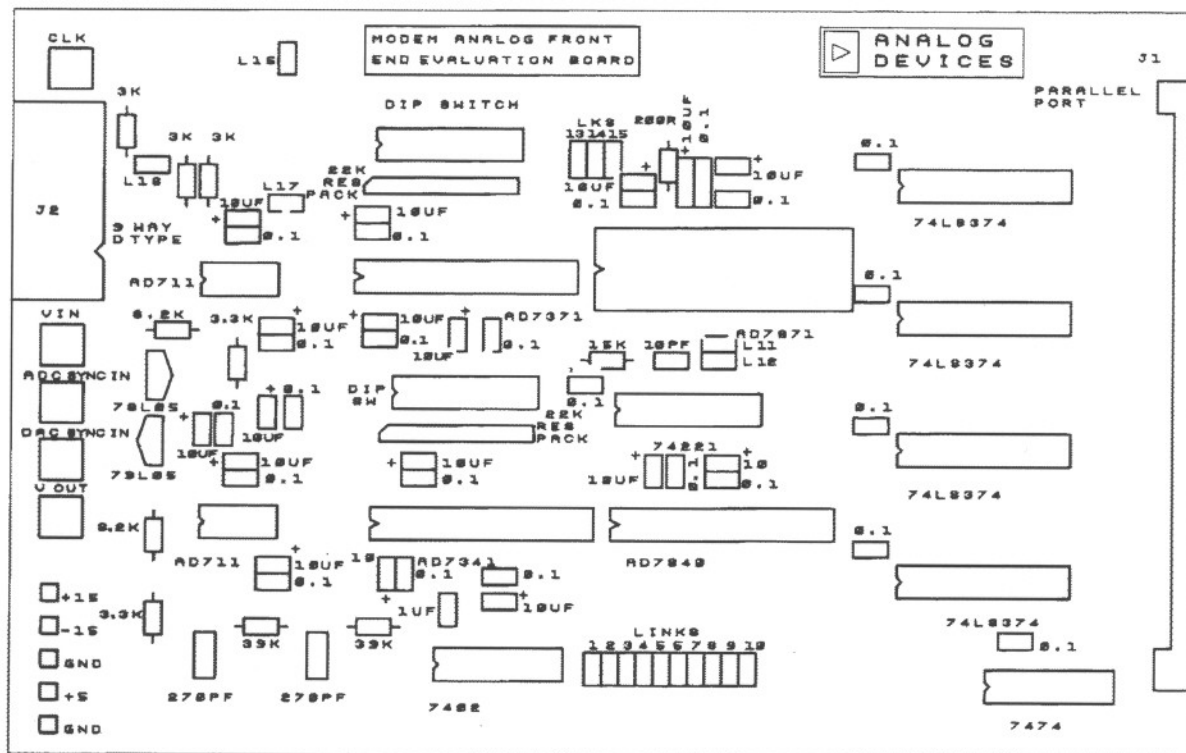 CLK
L15
MODEM ANALOG FRONT
END EVALUATION BOARD
ANALOG
DEVICES
J1
PARALLEL
PORT
3K
3K 3K
L16
J2
9 WAY
D TYPE
DIP SWITCH
22K
RES
PACK
L17
10UF
0.1
+
10UF
0.1
+
LKS
13 14 15
200R
10UF
0.1
+
10UF
0.1
+
10UF
0.1
+
0.1
74LS374
AD711
0.1
74LS374
VIN
8.2K
3.3K
+
10UF
0.1
+
10UF
0.1
+
10UF
AD7371
0.1
AD7871
L11
L12
15K
10PF
0.1
ADC SYNC IN
78L05
DIP
SW
22K
RES
PACK
+
0.1
10UF
+
0.1
10UF
DAC SYNC IN
79L05
+
10UF
0.1
+
10UF
0.1
74221
+
10UF
0.1
+
10
0.1
0.1
74LS374
V OUT
8.2K
AD711
+
10UF
0.1
10
AD7341
0.1
+
1UF
0.1
+
10UF
AD7840
0.1
74LS374
+15
-15
GND
+5
GND
3.3K
39K
39K
270PF
270PF
7402
LINKS
1 2 3 4 5 6 7 8 9 10
0.1
7474